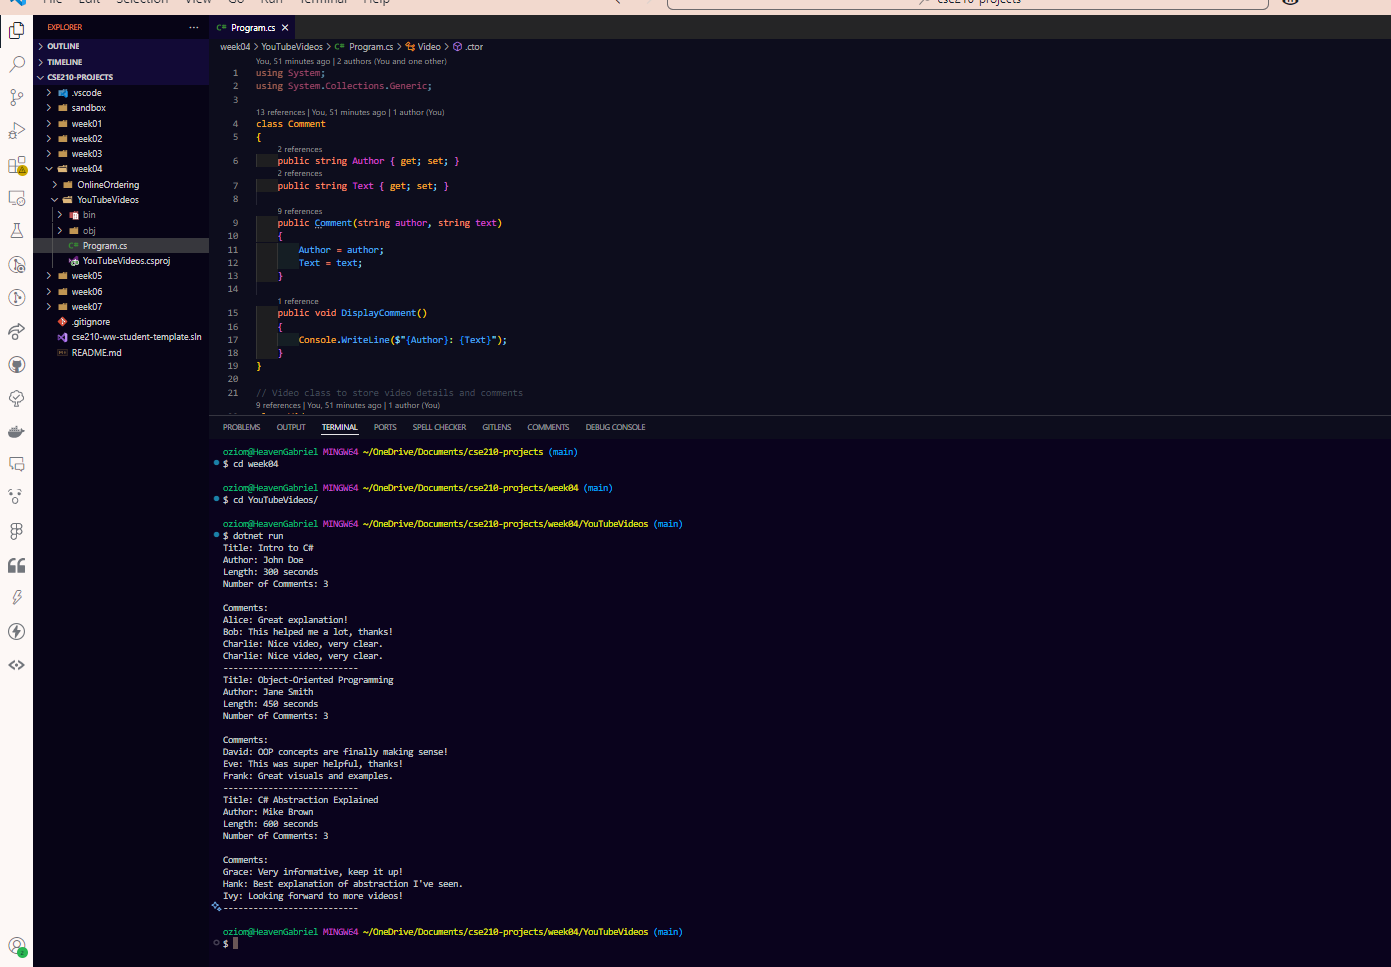 File Edit Selection View Go Run Terminal Help
cse210-projects
EXPLORER
OUTLINE
TIMELINE
CSE210-PROJECTS
.vscode
sandbox
week01
week02
week03
week04
OnlineOrdering
YouTubeVideos
bin
obj
C# Program.cs
YouTubeVideos.csproj
week05
week06
week07
.gitignore
cse210-ww-student-template.sln
README.md
C# Program.cs
week04 > YouTubeVideos > C# Program.cs > Video > .ctor
You, 51 minutes ago | 2 authors (You and one other)
1 using System;
2 using System.Collections.Generic;
3
13 references | You, 51 minutes ago | 1 author (You)
4 class Comment
5 {
2 references
6 public string Author { get; set; }
2 references
7 public string Text { get; set; }
8
9 references
9 public Comment(string author, string text)
10 {
11 Author = author;
12 Text = text;
13 }
14
1 reference
15 public void DisplayComment()
16 {
17 Console.WriteLine($"{Author}: {Text}");
18 }
19 }
20
21 // Video class to store video details and comments
9 references | You, 51 minutes ago | 1 author (You)
PROBLEMS OUTPUT TERMINAL PORTS SPELL CHECKER GITLENS COMMENTS DEBUG CONSOLE
oziom@HeavenGabriel MINGW64 ~/OneDrive/Documents/cse210-projects (main)
$ cd week04
oziom@HeavenGabriel MINGW64 ~/OneDrive/Documents/cse210-projects/week04 (main)
$ cd YouTubeVideos/
oziom@HeavenGabriel MINGW64 ~/OneDrive/Documents/cse210-projects/week04/YouTubeVideos (main)
$ dotnet run
Title: Intro to C#
Author: John Doe
Length: 300 seconds
Number of Comments: 3
Comments:
Alice: Great explanation!
Bob: This helped me a lot, thanks!
Charlie: Nice video, very clear.
Charlie: Nice video, very clear.
---------------------------
Title: Object-Oriented Programming
Author: Jane Smith
Length: 450 seconds
Number of Comments: 3
Comments:
David: OOP concepts are finally making sense!
Eve: This was super helpful, thanks!
Frank: Great visuals and examples.
---------------------------
Title: C# Abstraction Explained
Author: Mike Brown
Length: 600 seconds
Number of Comments: 3
Comments:
Grace: Very informative, keep it up!
Hank: Best explanation of abstraction I've seen.
Ivy: Looking forward to more videos!
---------------------------
oziom@HeavenGabriel MINGW64 ~/OneDrive/Documents/cse210-projects/week04/YouTubeVideos (main)
$